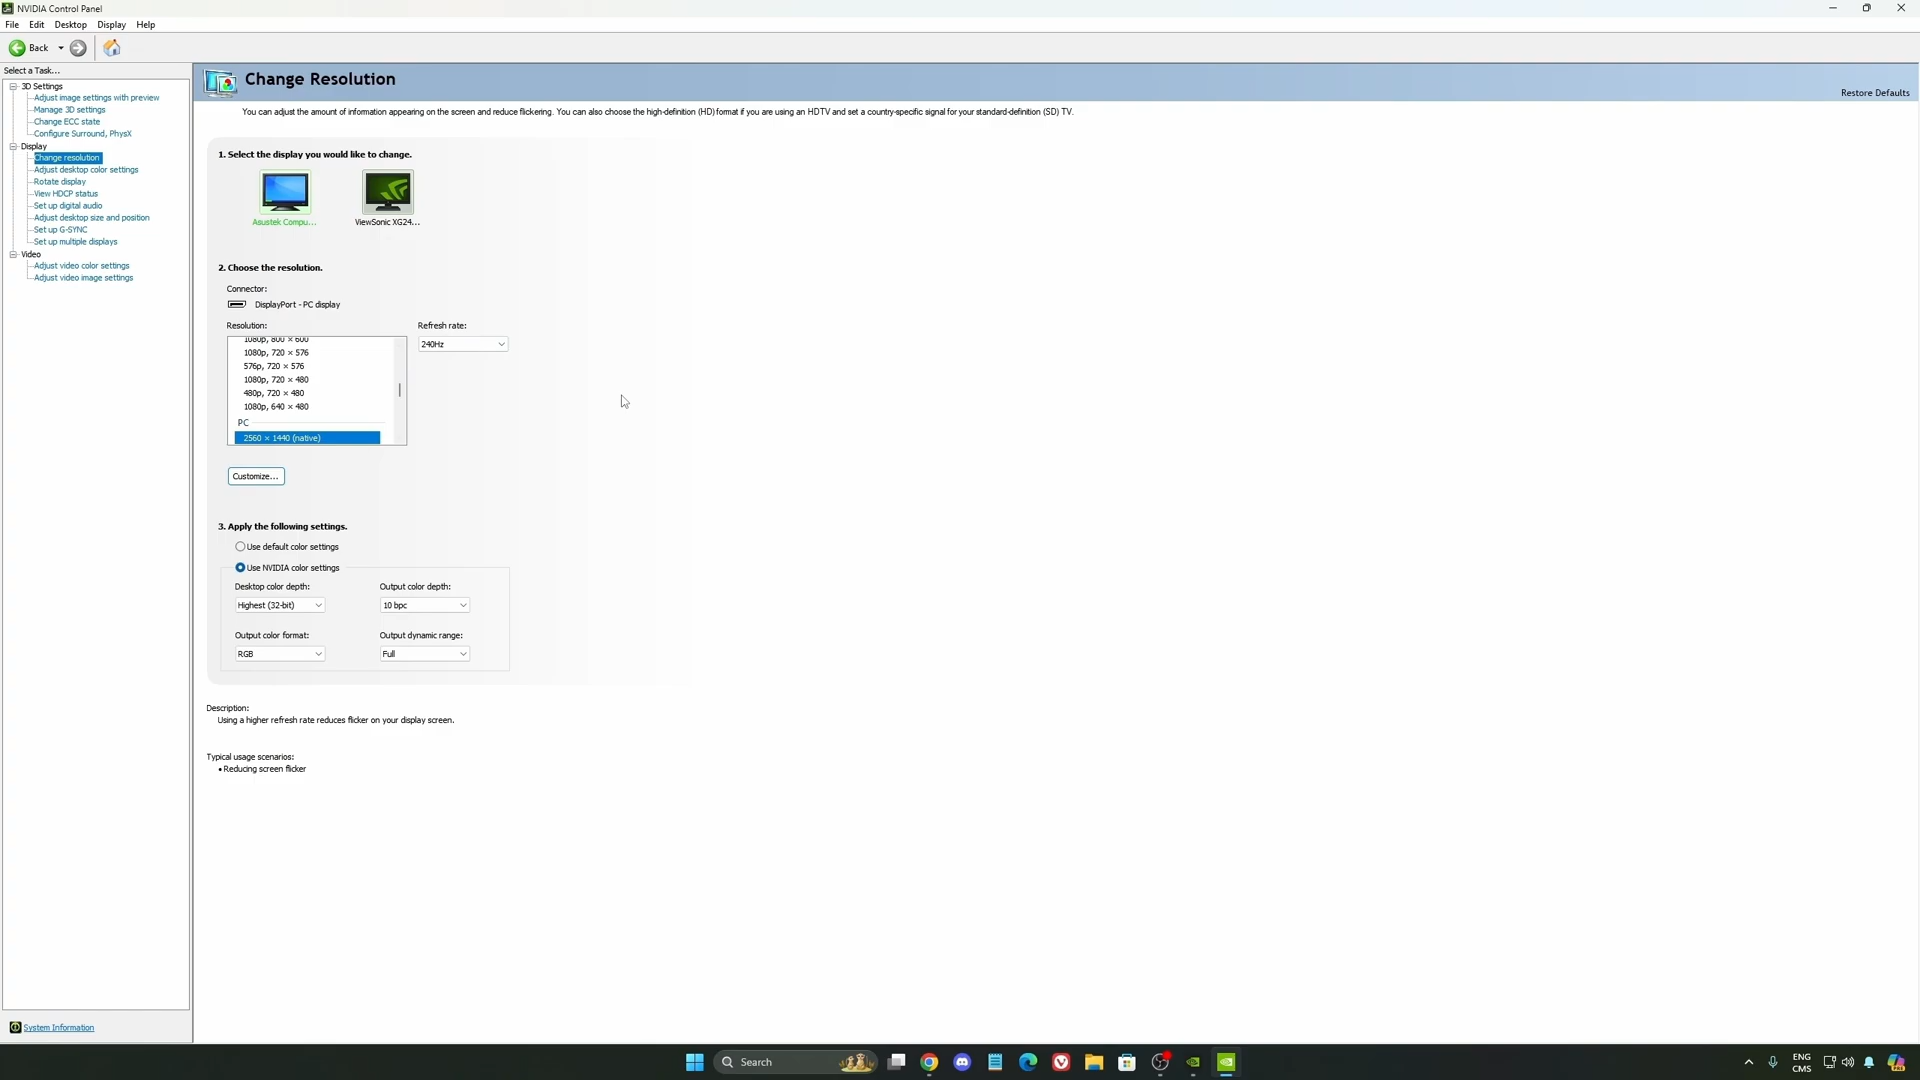 NVIDIA Control Panel
File Edit Desktop Display Help
Back
Select a Task...
3D Settings
Adjust image settings with preview
Manage 3D settings
Change ECC state
Configure Surround, PhysX
Display
Change resolution
Adjust desktop color settings
Rotate display
View HDCP status
Set up digital audio
Adjust desktop size and position
Set up G-SYNC
Set up multiple displays
Video
Adjust video color settings
Adjust video image settings
System Information
Change Resolution
Restore Defaults
You can adjust the amount of information appearing on the screen and reduce flickering. You can also choose the high-definition (HD) format if you are using an HDTV and set a country-specific signal for your standard-definition (SD) TV.
1. Select the display you would like to change.
Asustek Compu... ViewSonic XG24...
2. Choose the resolution.
Connector:
DisplayPort - PC display
Resolution: Refresh rate:
240Hz
1080p, 800 × 600
1080p, 720 × 576
576p, 720 × 576
1080p, 720 × 480
480p, 720 × 480
1080p, 640 × 480
PC
2560 × 1440 (native)
Customize...
3. Apply the following settings.
Use default color settings
Use NVIDIA color settings
Desktop color depth: Output color depth:
Highest (32-bit) 10 bpc
Output color format: Output dynamic range:
RGB Full
Description:
Using a higher refresh rate reduces flicker on your display screen.
Typical usage scenarios:
• Reducing screen flicker
Search
ENG
CMS